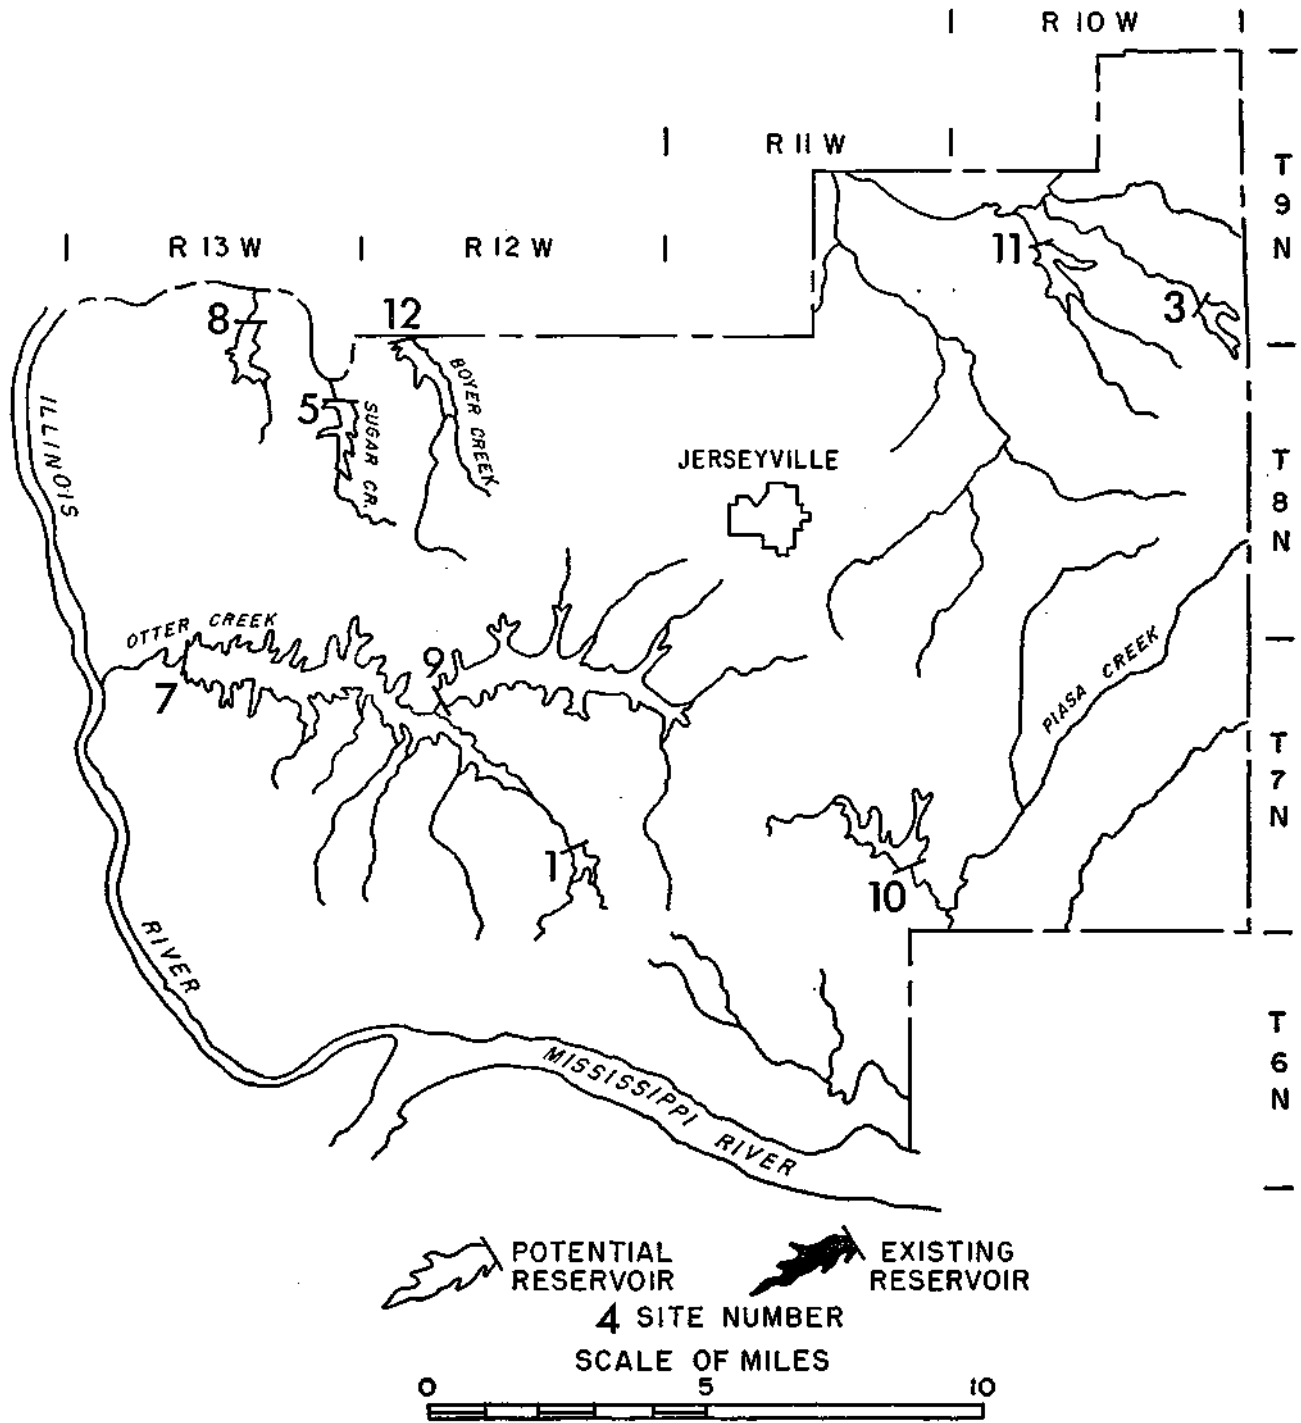 R 10 W
R 11 W
T
9
N
R 13 W
R 12 W
11
3
8
12
5
BOYER CREEK
SUGAR CR.
ILLINOIS
JERSEYVILLE
T
8
N
OTTER CREEK
9
7
PIASA CREEK
T
7
N
1
10
RIVER
T
6
N
MISSISSIPPI RIVER
POTENTIAL
RESERVOIR
EXISTING
RESERVOIR
4 SITE NUMBER
SCALE OF MILES
0 5 10